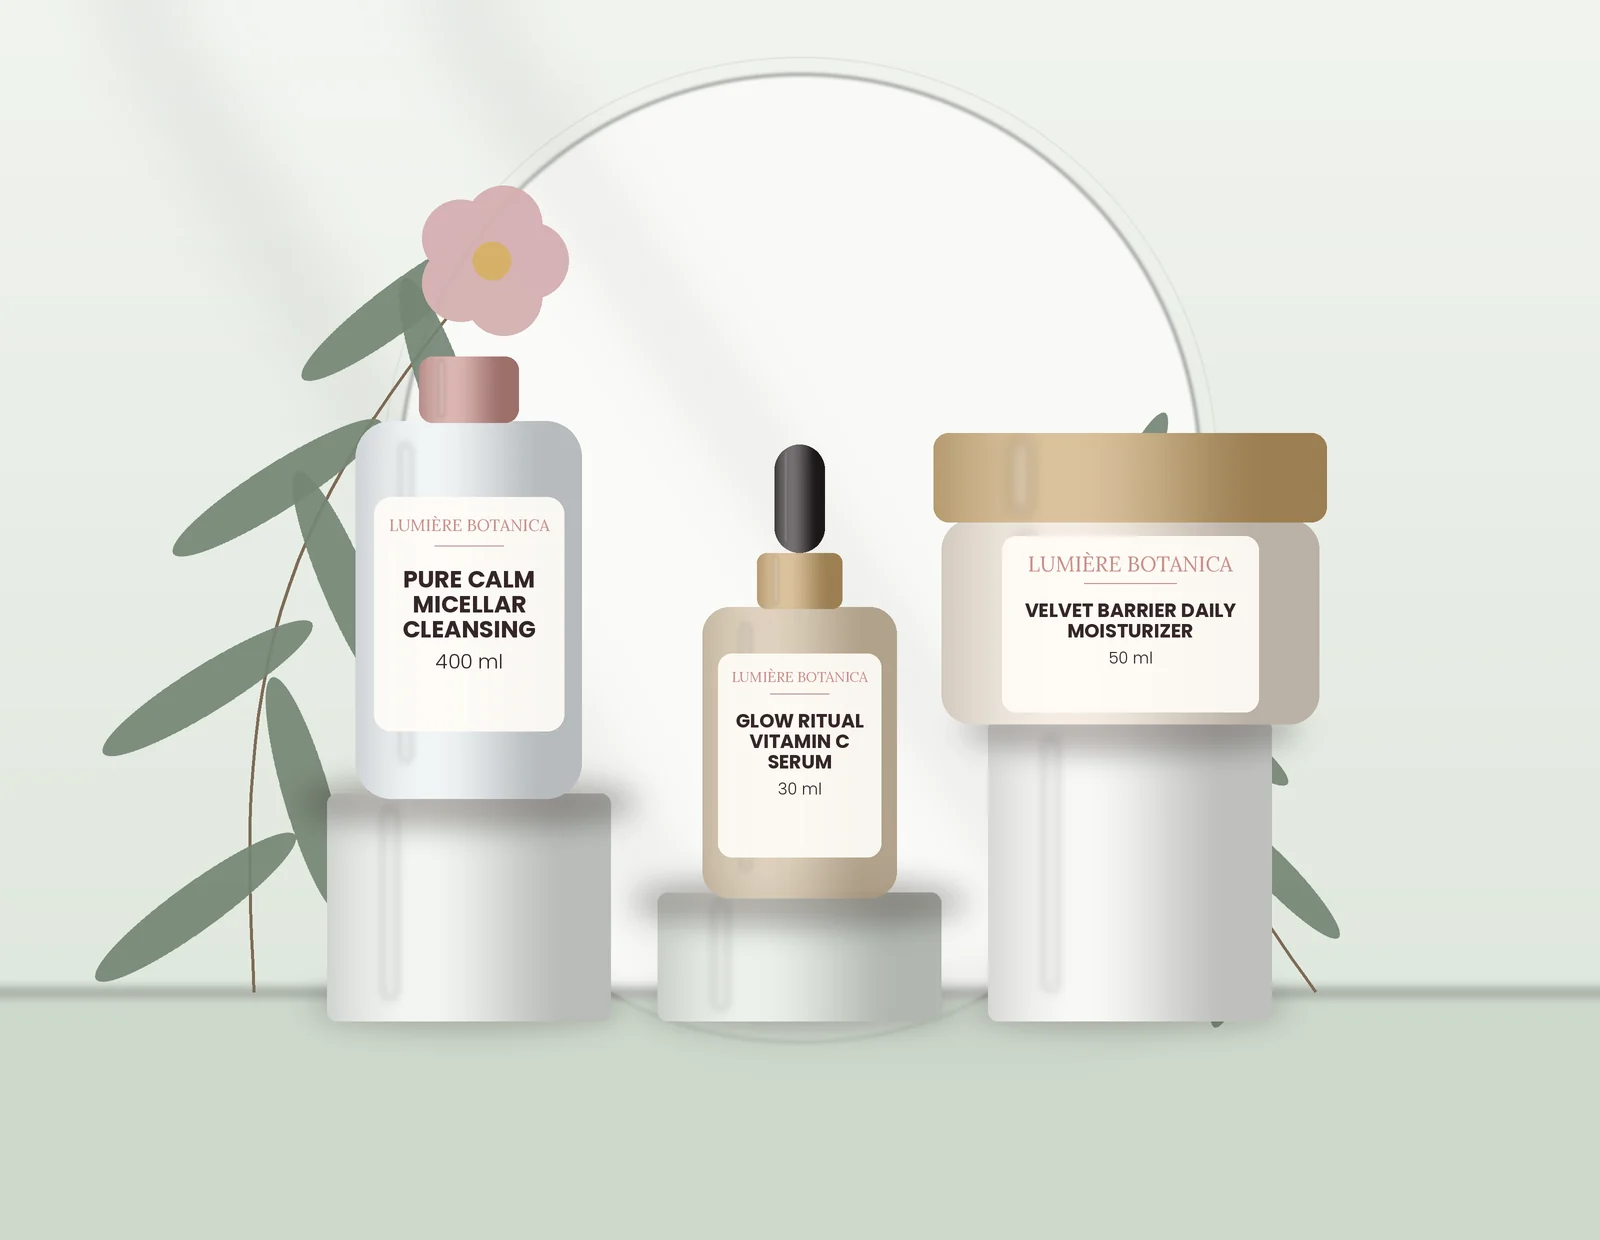 LUMIÈRE BOTANICA
PURE CALM
MICELLAR
CLEANSING
400 ml
LUMIÈRE BOTANICA
GLOW RITUAL
VITAMIN C
SERUM
30 ml
LUMIÈRE BOTANICA
VELVET BARRIER DAILY
MOISTURIZER
50 ml